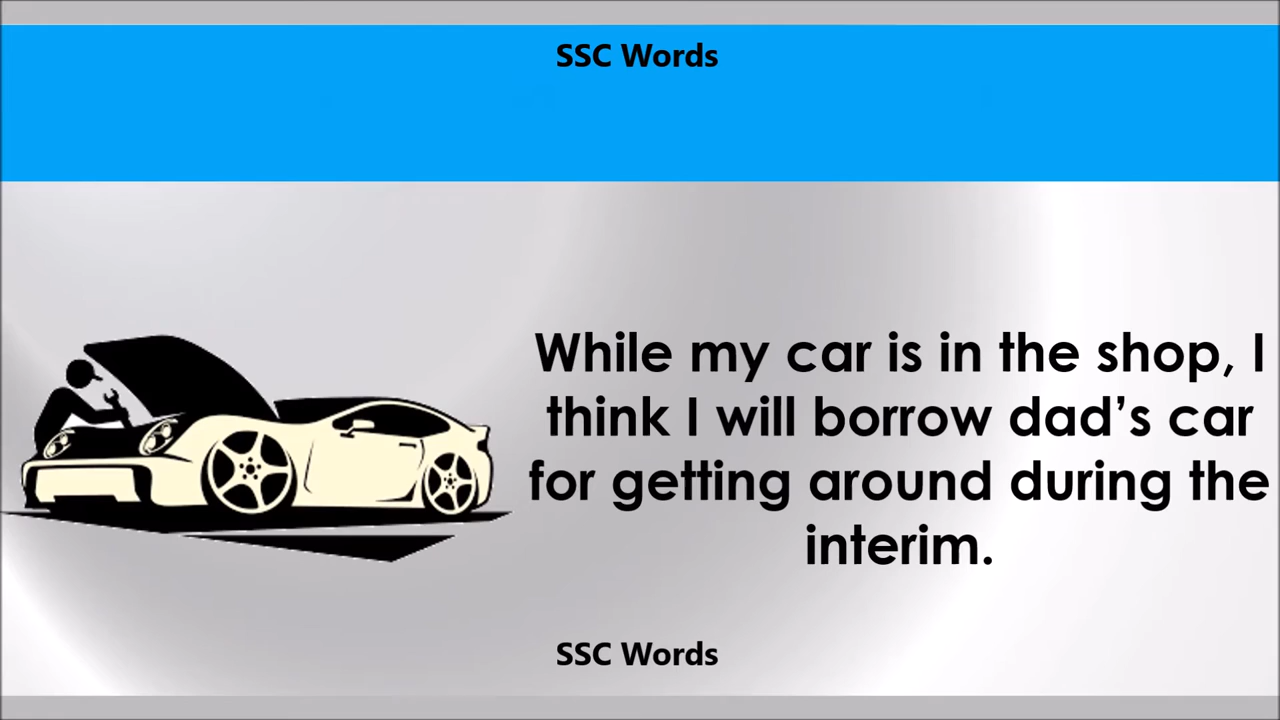 SSC Words
While my car is in the shop, I
think I will borrow dad’s car
for getting around during the
interim.
SSC Words